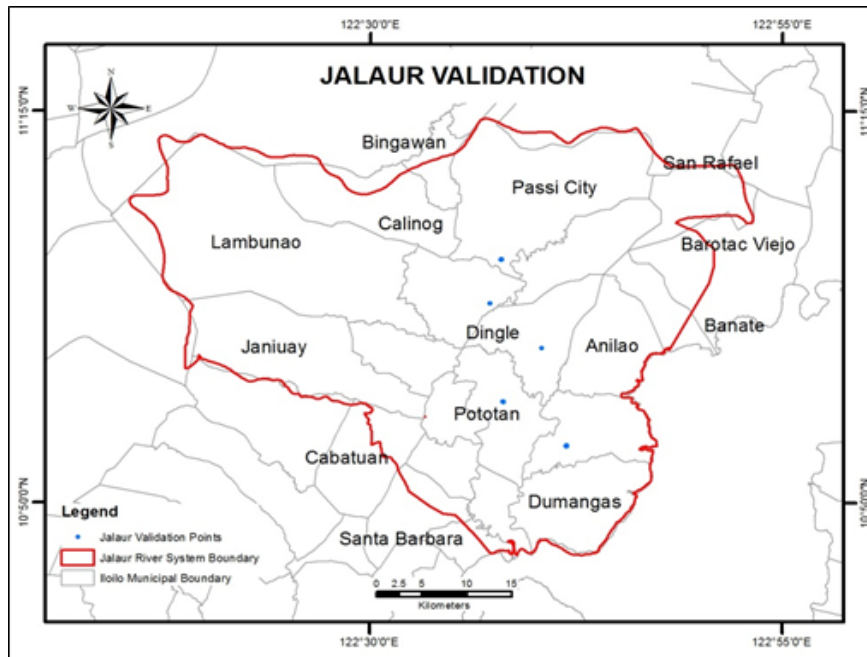 122°30'0"E
122°55'0"E
JALAUR VALIDATION
N
W
E
S
11°15'0"N
11°15'0"N
Bingawan
San Rafael
Passi City
Calinog
Lambunao
Barotac Viejo
Banate
Dingle
Anilao
Janiuay
Pototan
Cabatuan
Dumangas
Santa Barbara
10°50'0"N
10°50'0"N
Legend
Jalaur Validation Points
Jalaur River System Boundary
Iloilo Municipal Boundary
0 2.5 5 10 15
Kilometers
122°30'0"E
122°55'0"E